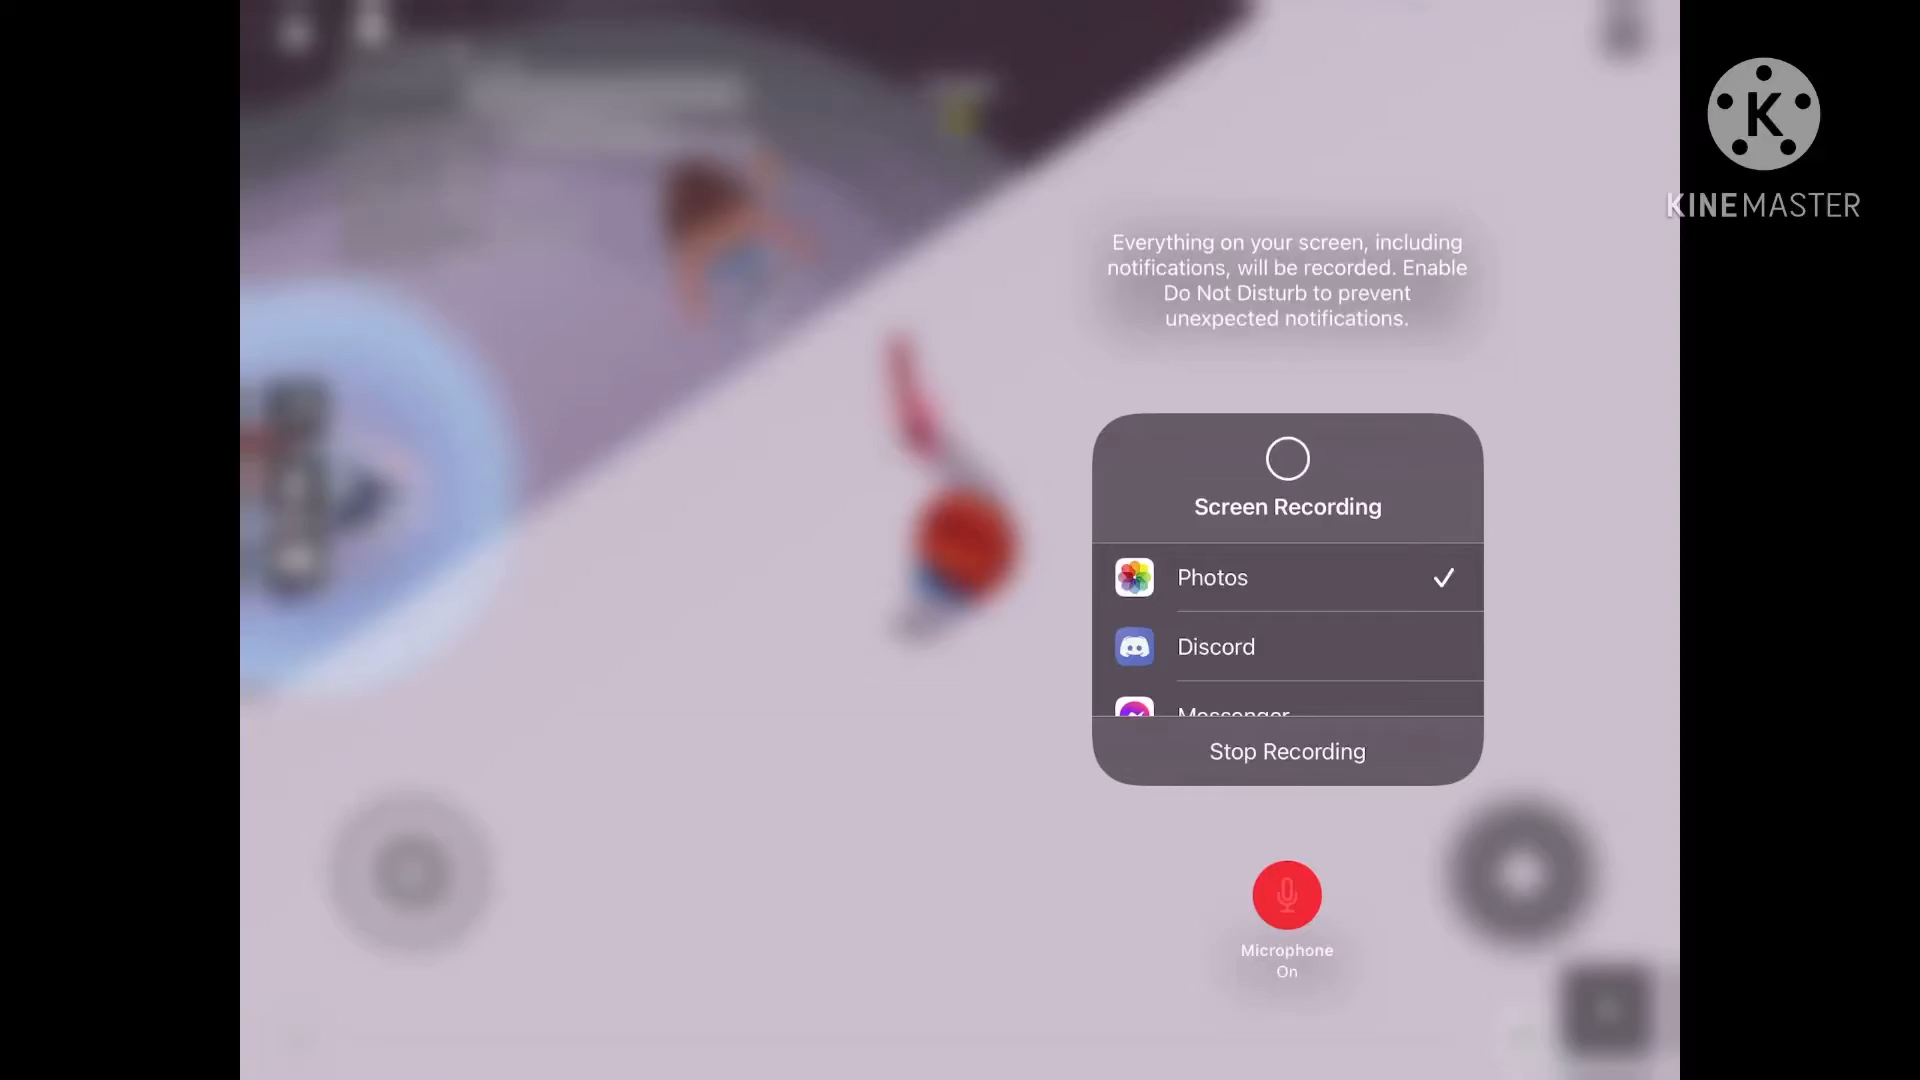 K
KINEMASTER
Everything on your screen, including
notifications, will be recorded. Enable
Do Not Disturb to prevent
unexpected notifications.
Screen Recording
Photos
Discord
Messenger
Stop Recording
Microphone
On